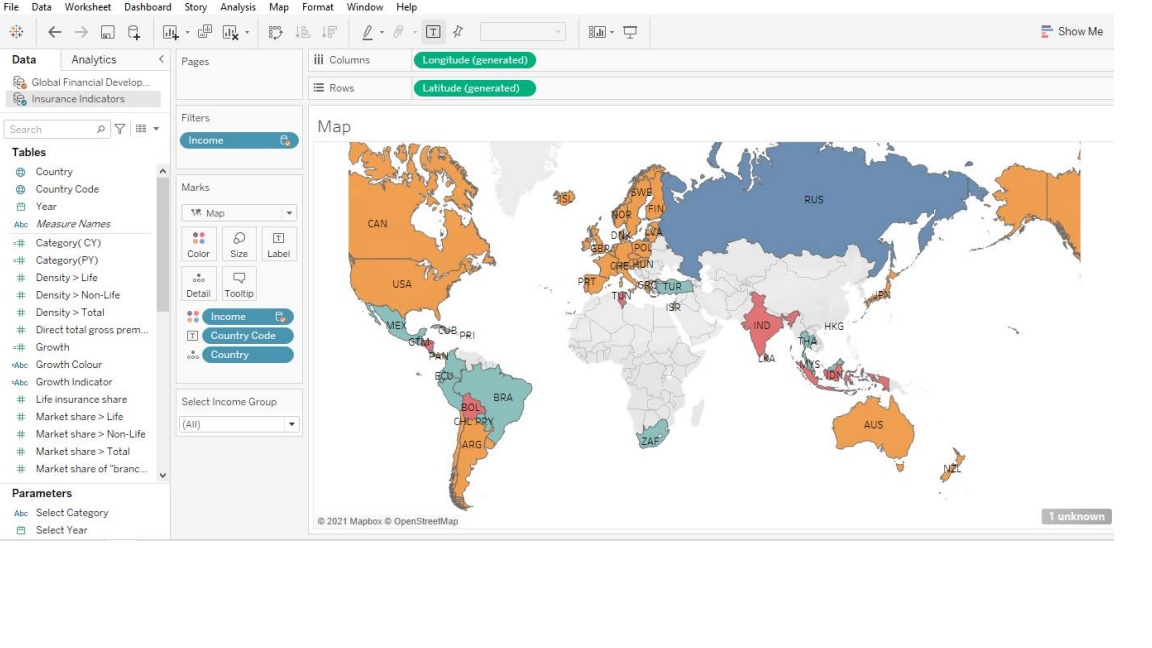 File Data Worksheet Dashboard Story Analysis Map Format Window Help
Show Me
Data Analytics
Global Financial Develop...
Insurance Indicators
Search
Tables
Country
Country Code
Year
Abc Measure Names
Category( CY)
Category(PY)
Density > Life
Density > Non-Life
Density > Total
Direct total gross prem...
Growth
Abc Growth Colour
Abc Growth Indicator
Life insurance share
Market share > Life
Market share > Non-Life
Market share > Total
Market share of "branc...
Parameters
Abc Select Category
Select Year
Pages
Filters
Income
Marks
Map
Color Size Label
Detail Tooltip
Income
Country Code
Country
Select Income Group
(All)
Columns Longitude (generated)
Rows Latitude (generated)
Map
CAN
USA
MEX
CUB
PRI
GTM
PAN
ECU
BRA
BOL
CHL PRY
ARG
ISL
SWE
NOR
FIN
DNK
LVA
GBR
POL
CHE HUN
PRT
GRC
TUR
TUN
ISR
RUS
JPN
IND
HKG
THA
LKA
MYS
IDN
ZAF
AUS
NZL
© 2021 Mapbox © OpenStreetMap
1 unknown